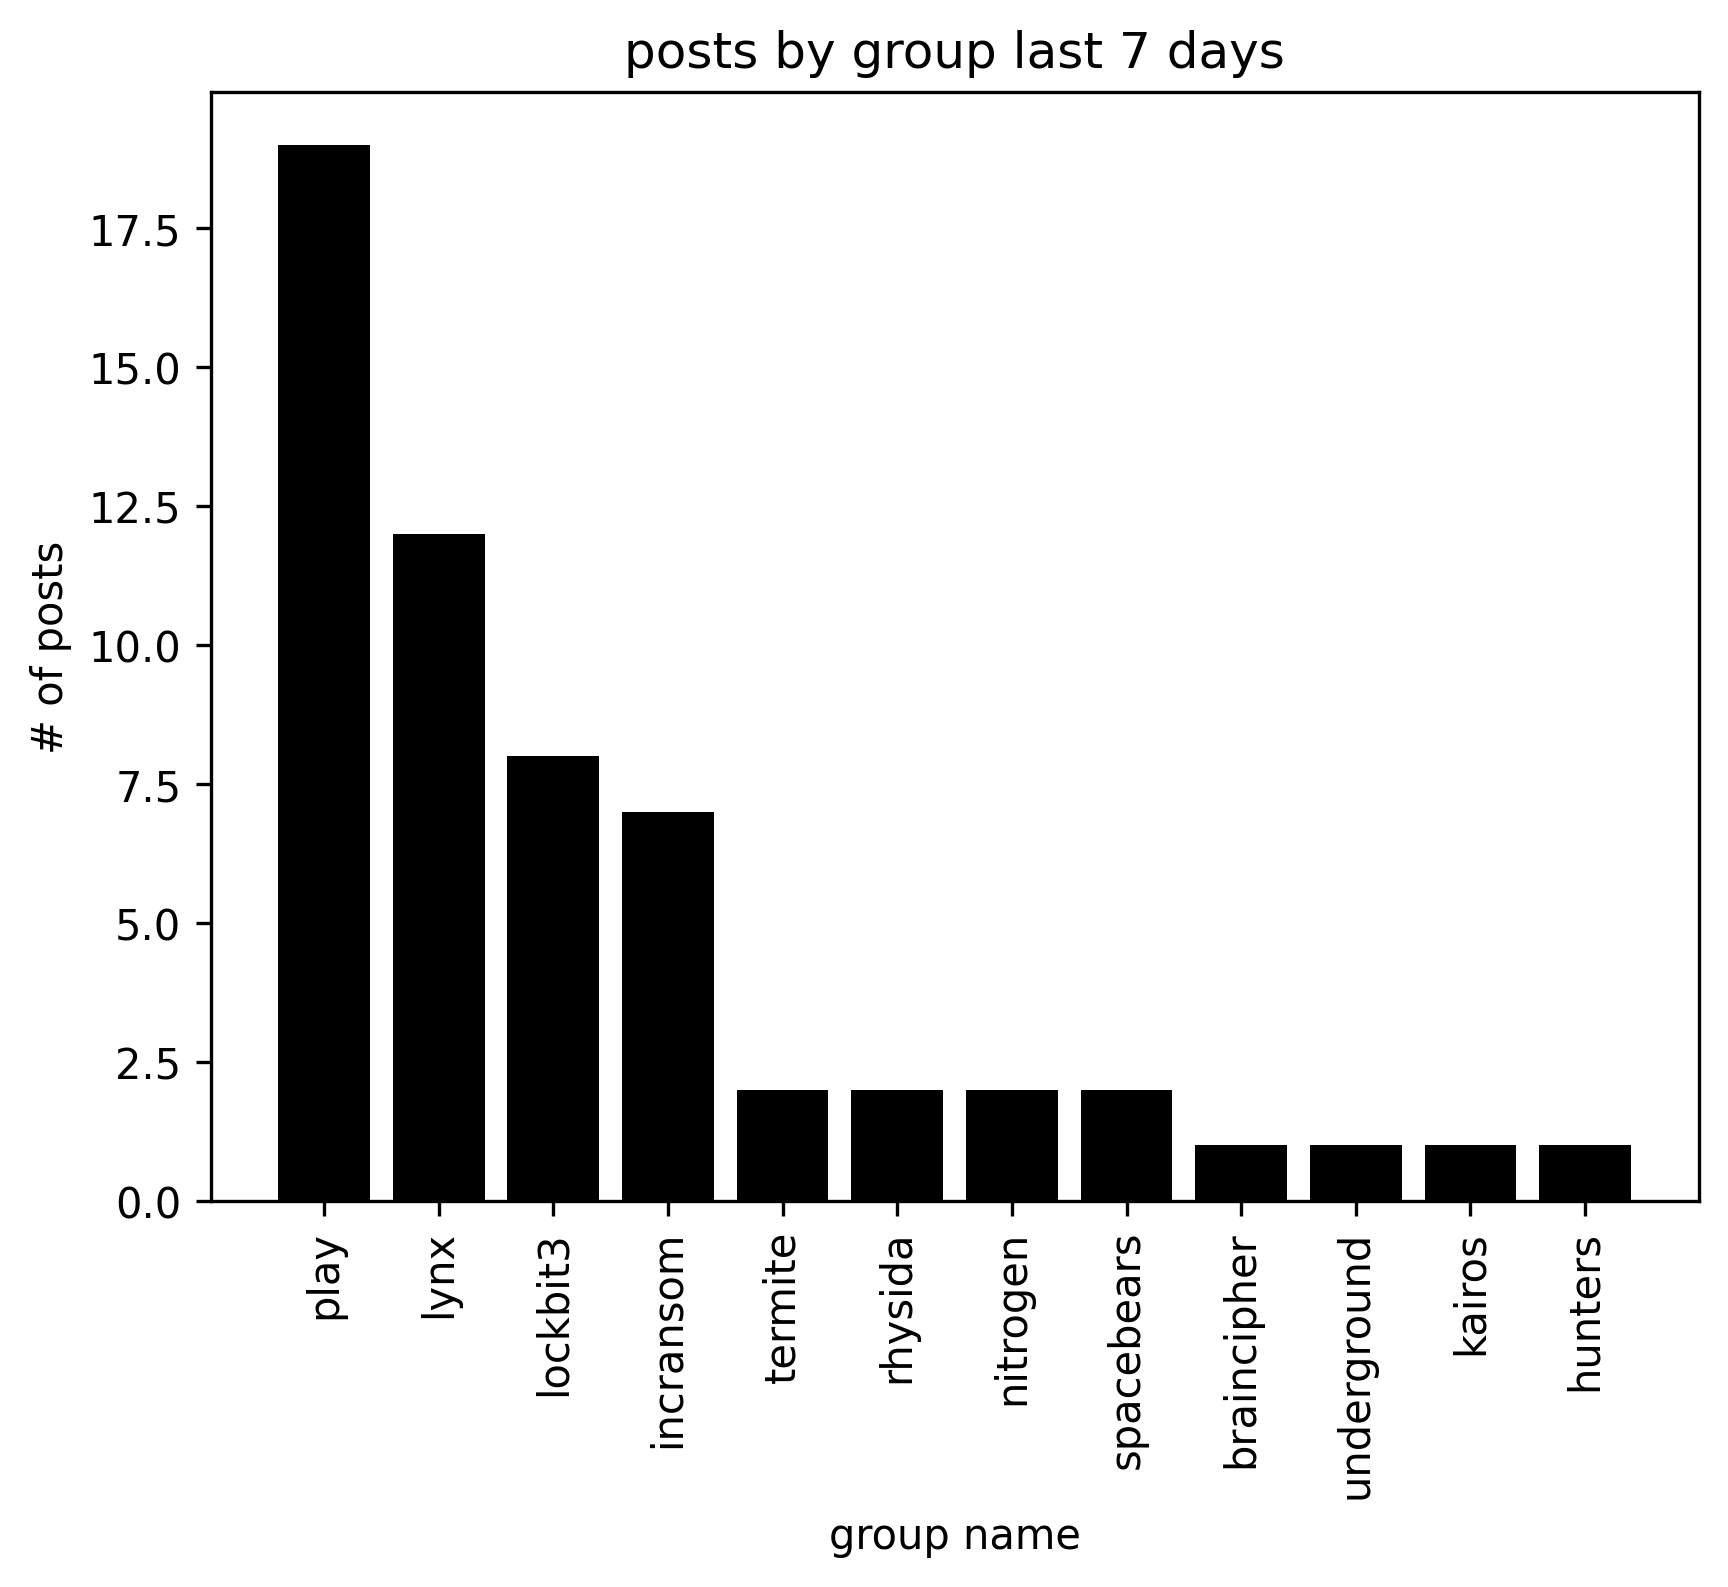 posts by group last 7 days
# of posts
17.5
15.0
12.5
10.0
7.5
5.0
2.5
0.0
play
lynx
lockbit3
incransom
termite
rhysida
nitrogen
spacebears
braincipher
underground
kairos
hunters
group name